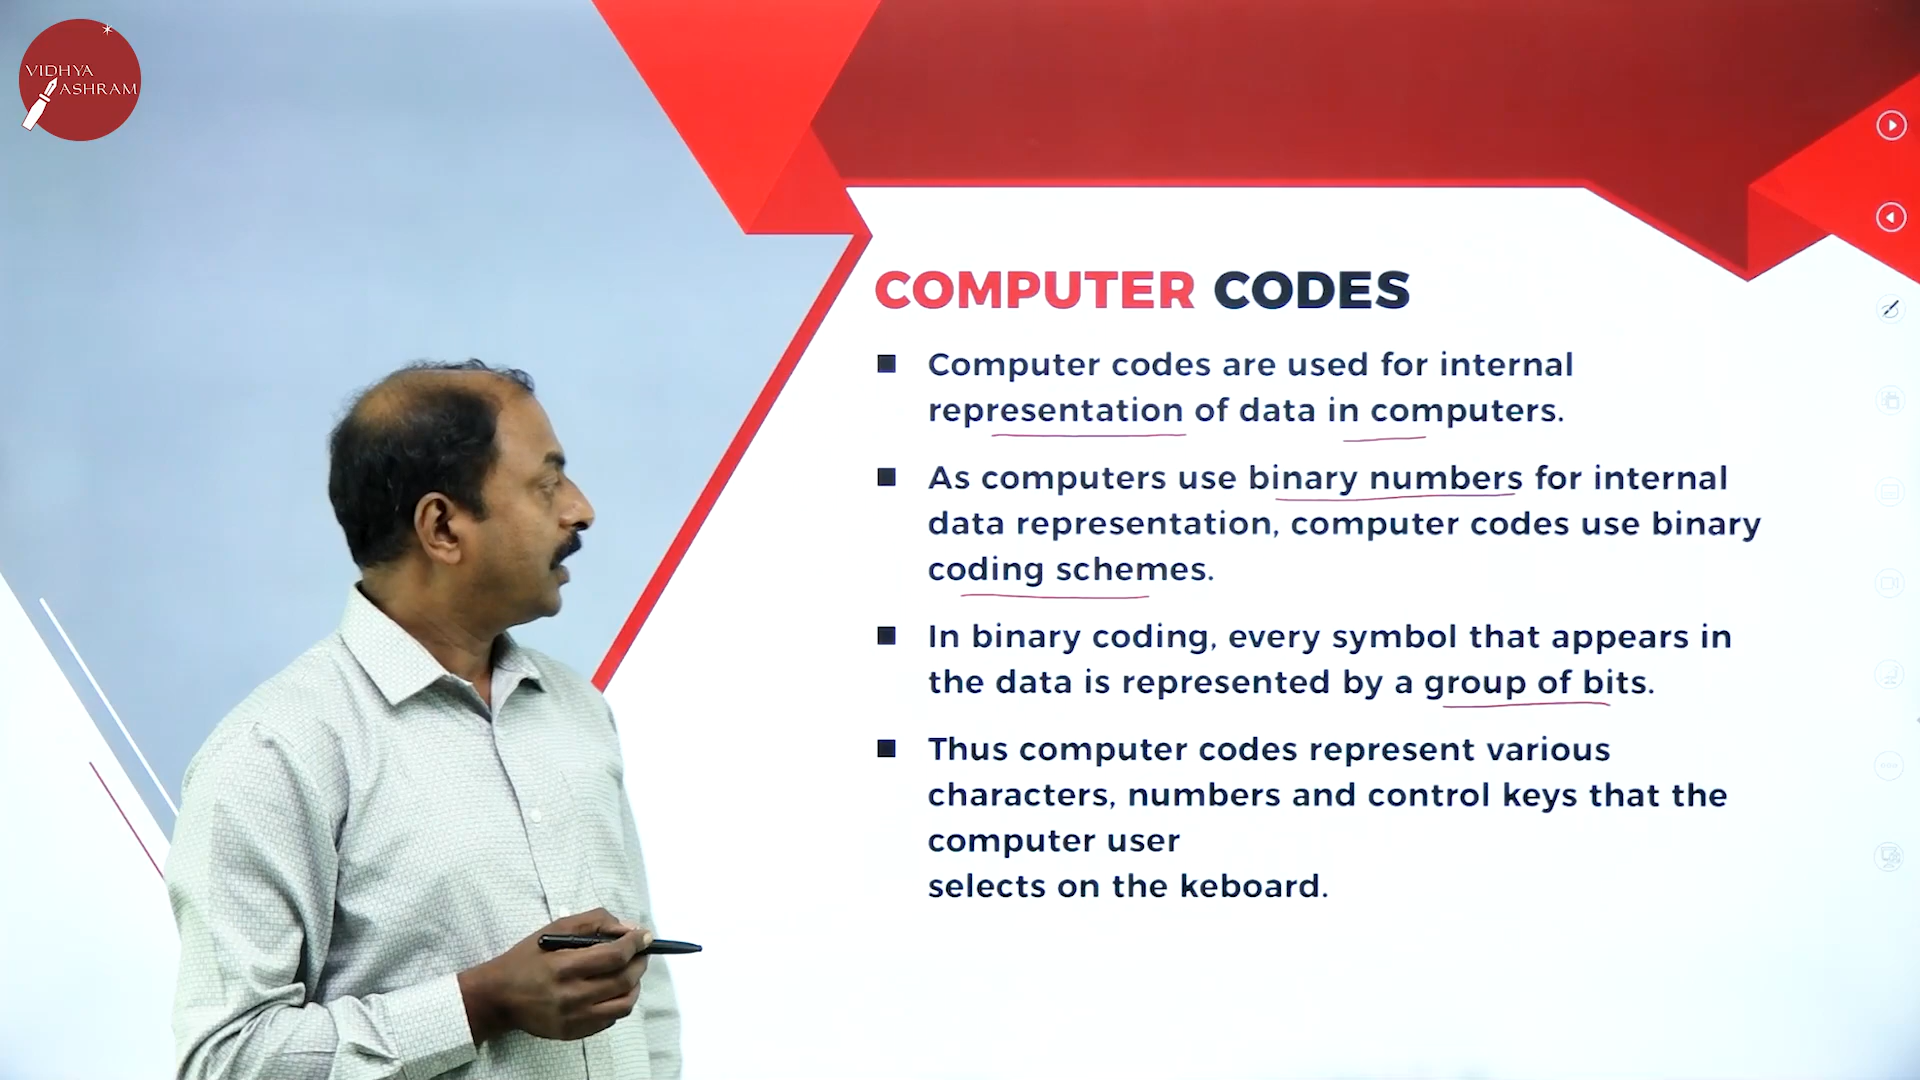 VIDHYA
ASHRAM
COMPUTER CODES
Computer codes are used for internal
representation of data in computers.
As computers use binary numbers for internal
data representation, computer codes use binary
coding schemes.
In binary coding, every symbol that appears in
the data is represented by a group of bits.
Thus computer codes represent various
characters, numbers and control keys that the
computer user
selects on the keboard.